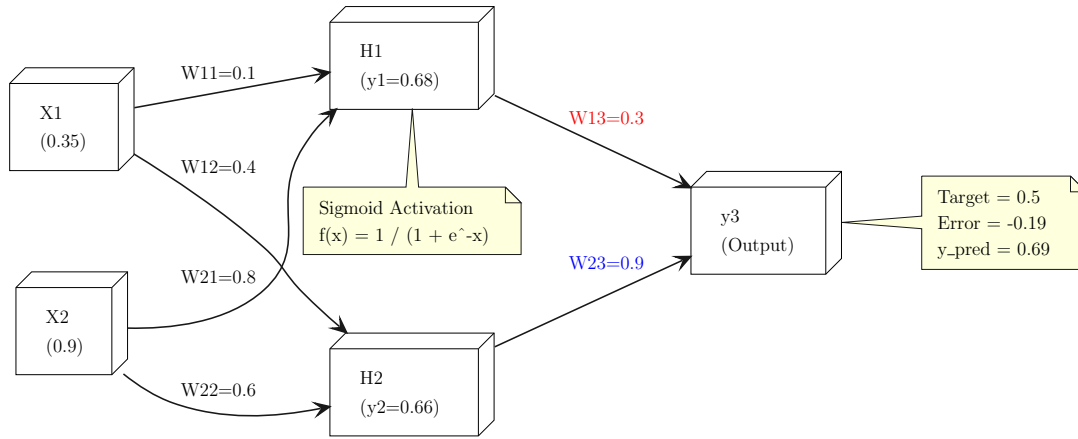 H1
(y1=0.68)
W11=0.1
X1
(0.35)
W13=0.3
W12=0.4
Sigmoid Activation
f(x) = 1 / (1 + eˆ-x)
y3
(Output)
Target = 0.5
Error = -0.19
y_pred = 0.69
W21=0.8
W23=0.9
X2
(0.9)
W22=0.6
H2
(y2=0.66)